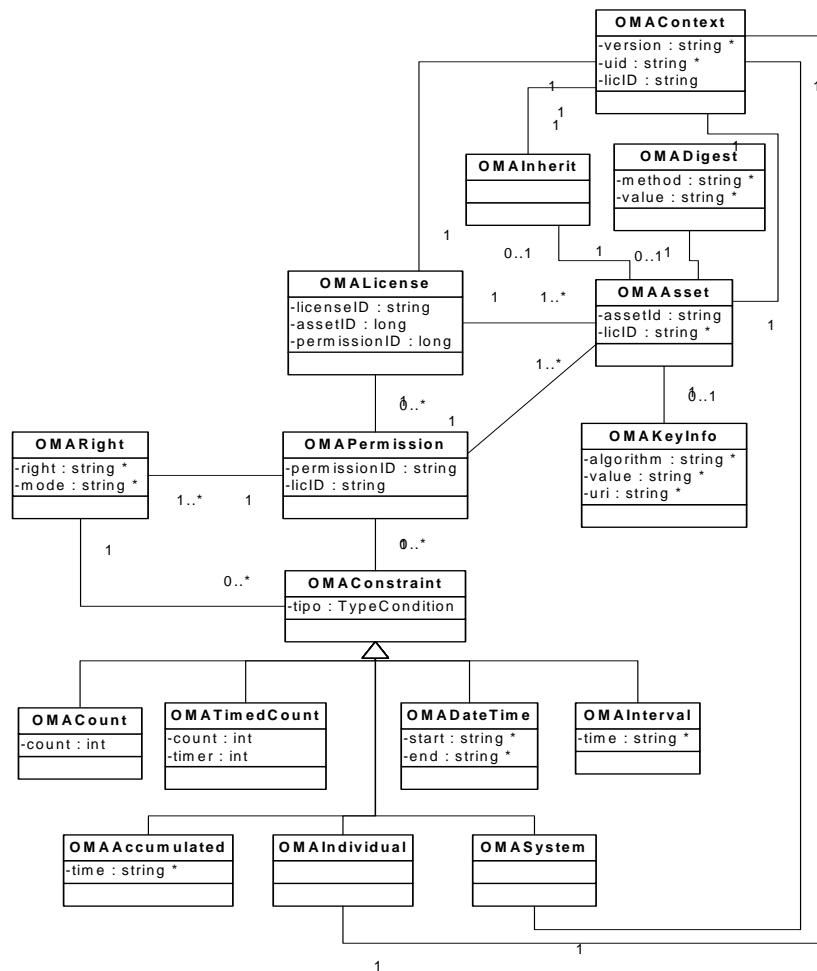 OMAContext
-version : string *
-uid : string *
-licID : string
1
1
1
1
1
1
OMAInherit
OMADigest
-method : string *
-value : string *
1
0..1
1
0..1
1
OMALicense
-licenseID : string
-assetID : long
-permissionID : long
1
1..*
OMAAsset
-assetId : string
-licID : string *
1
1..*
1
0..*
1
1
0..1
OMARight
-right : string *
-mode : string *
OMAPermission
-permissionID : string
-licID : string
OMAKeyInfo
-algorithm : string *
-value : string *
-uri : string *
1..*
1
1
1
0..*
0..*
OMAConstraint
-tipo : TypeCondition
OMACount
-count : int
OMATimedCount
-count : int
-timer : int
OMADateTime
-start : string *
-end : string *
OMAInterval
-time : string *
OMAAccumulated
-time : string *
OMAIndividual
OMASystem
1
1